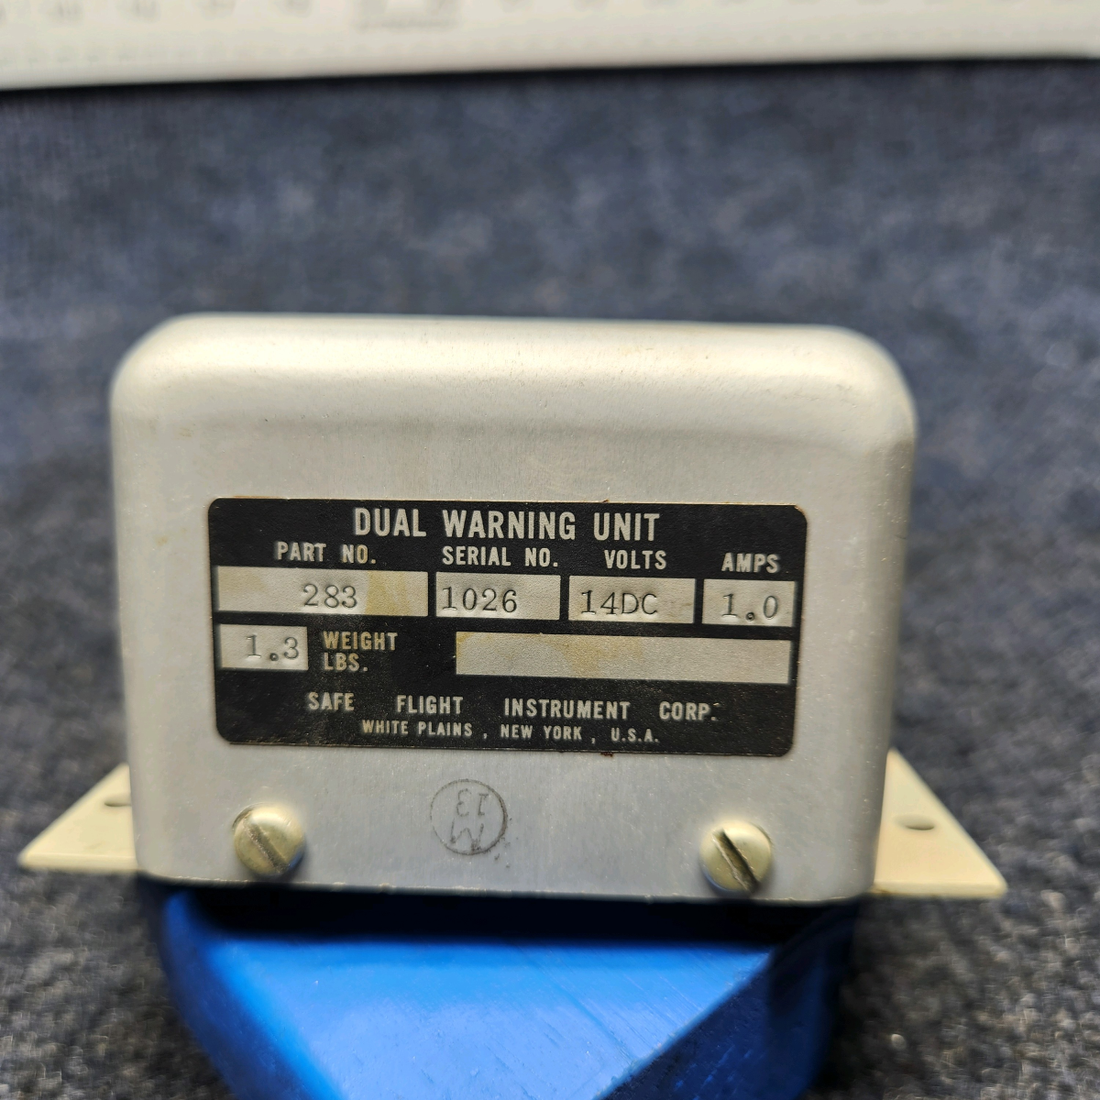 DUAL WARNING UNIT
PART NO. SERIAL NO. VOLTS AMPS
283 1026 14DC 1.0
1.3 WEIGHT
LBS.
SAFE FLIGHT INSTRUMENT CORP.
WHITE PLAINS, NEW YORK, U.S.A.
13